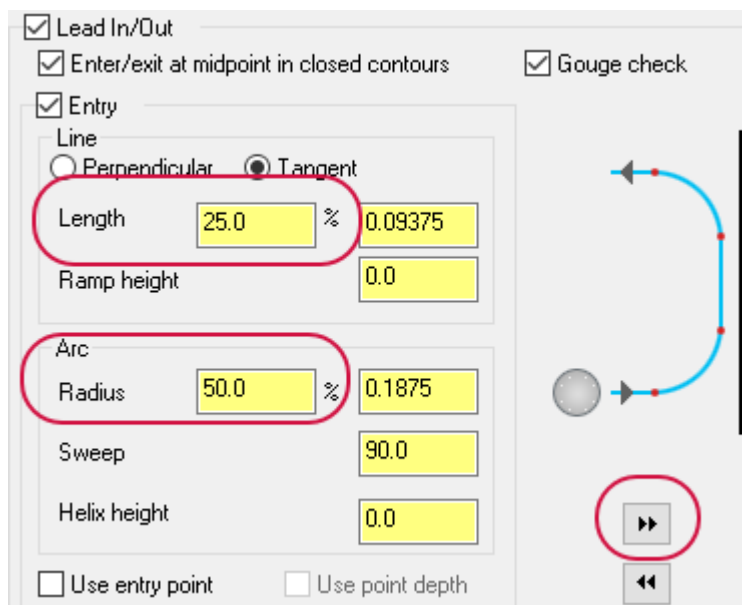 Lead In/Out
Enter/exit at midpoint in closed contours Gouge check
Entry
Line
Perpendicular Tangent
Length 25.0 % 0.09375
Ramp height 0.0
Arc
Radius 50.0 % 0.1875
Sweep 90.0
Helix height 0.0
Use entry point Use point depth